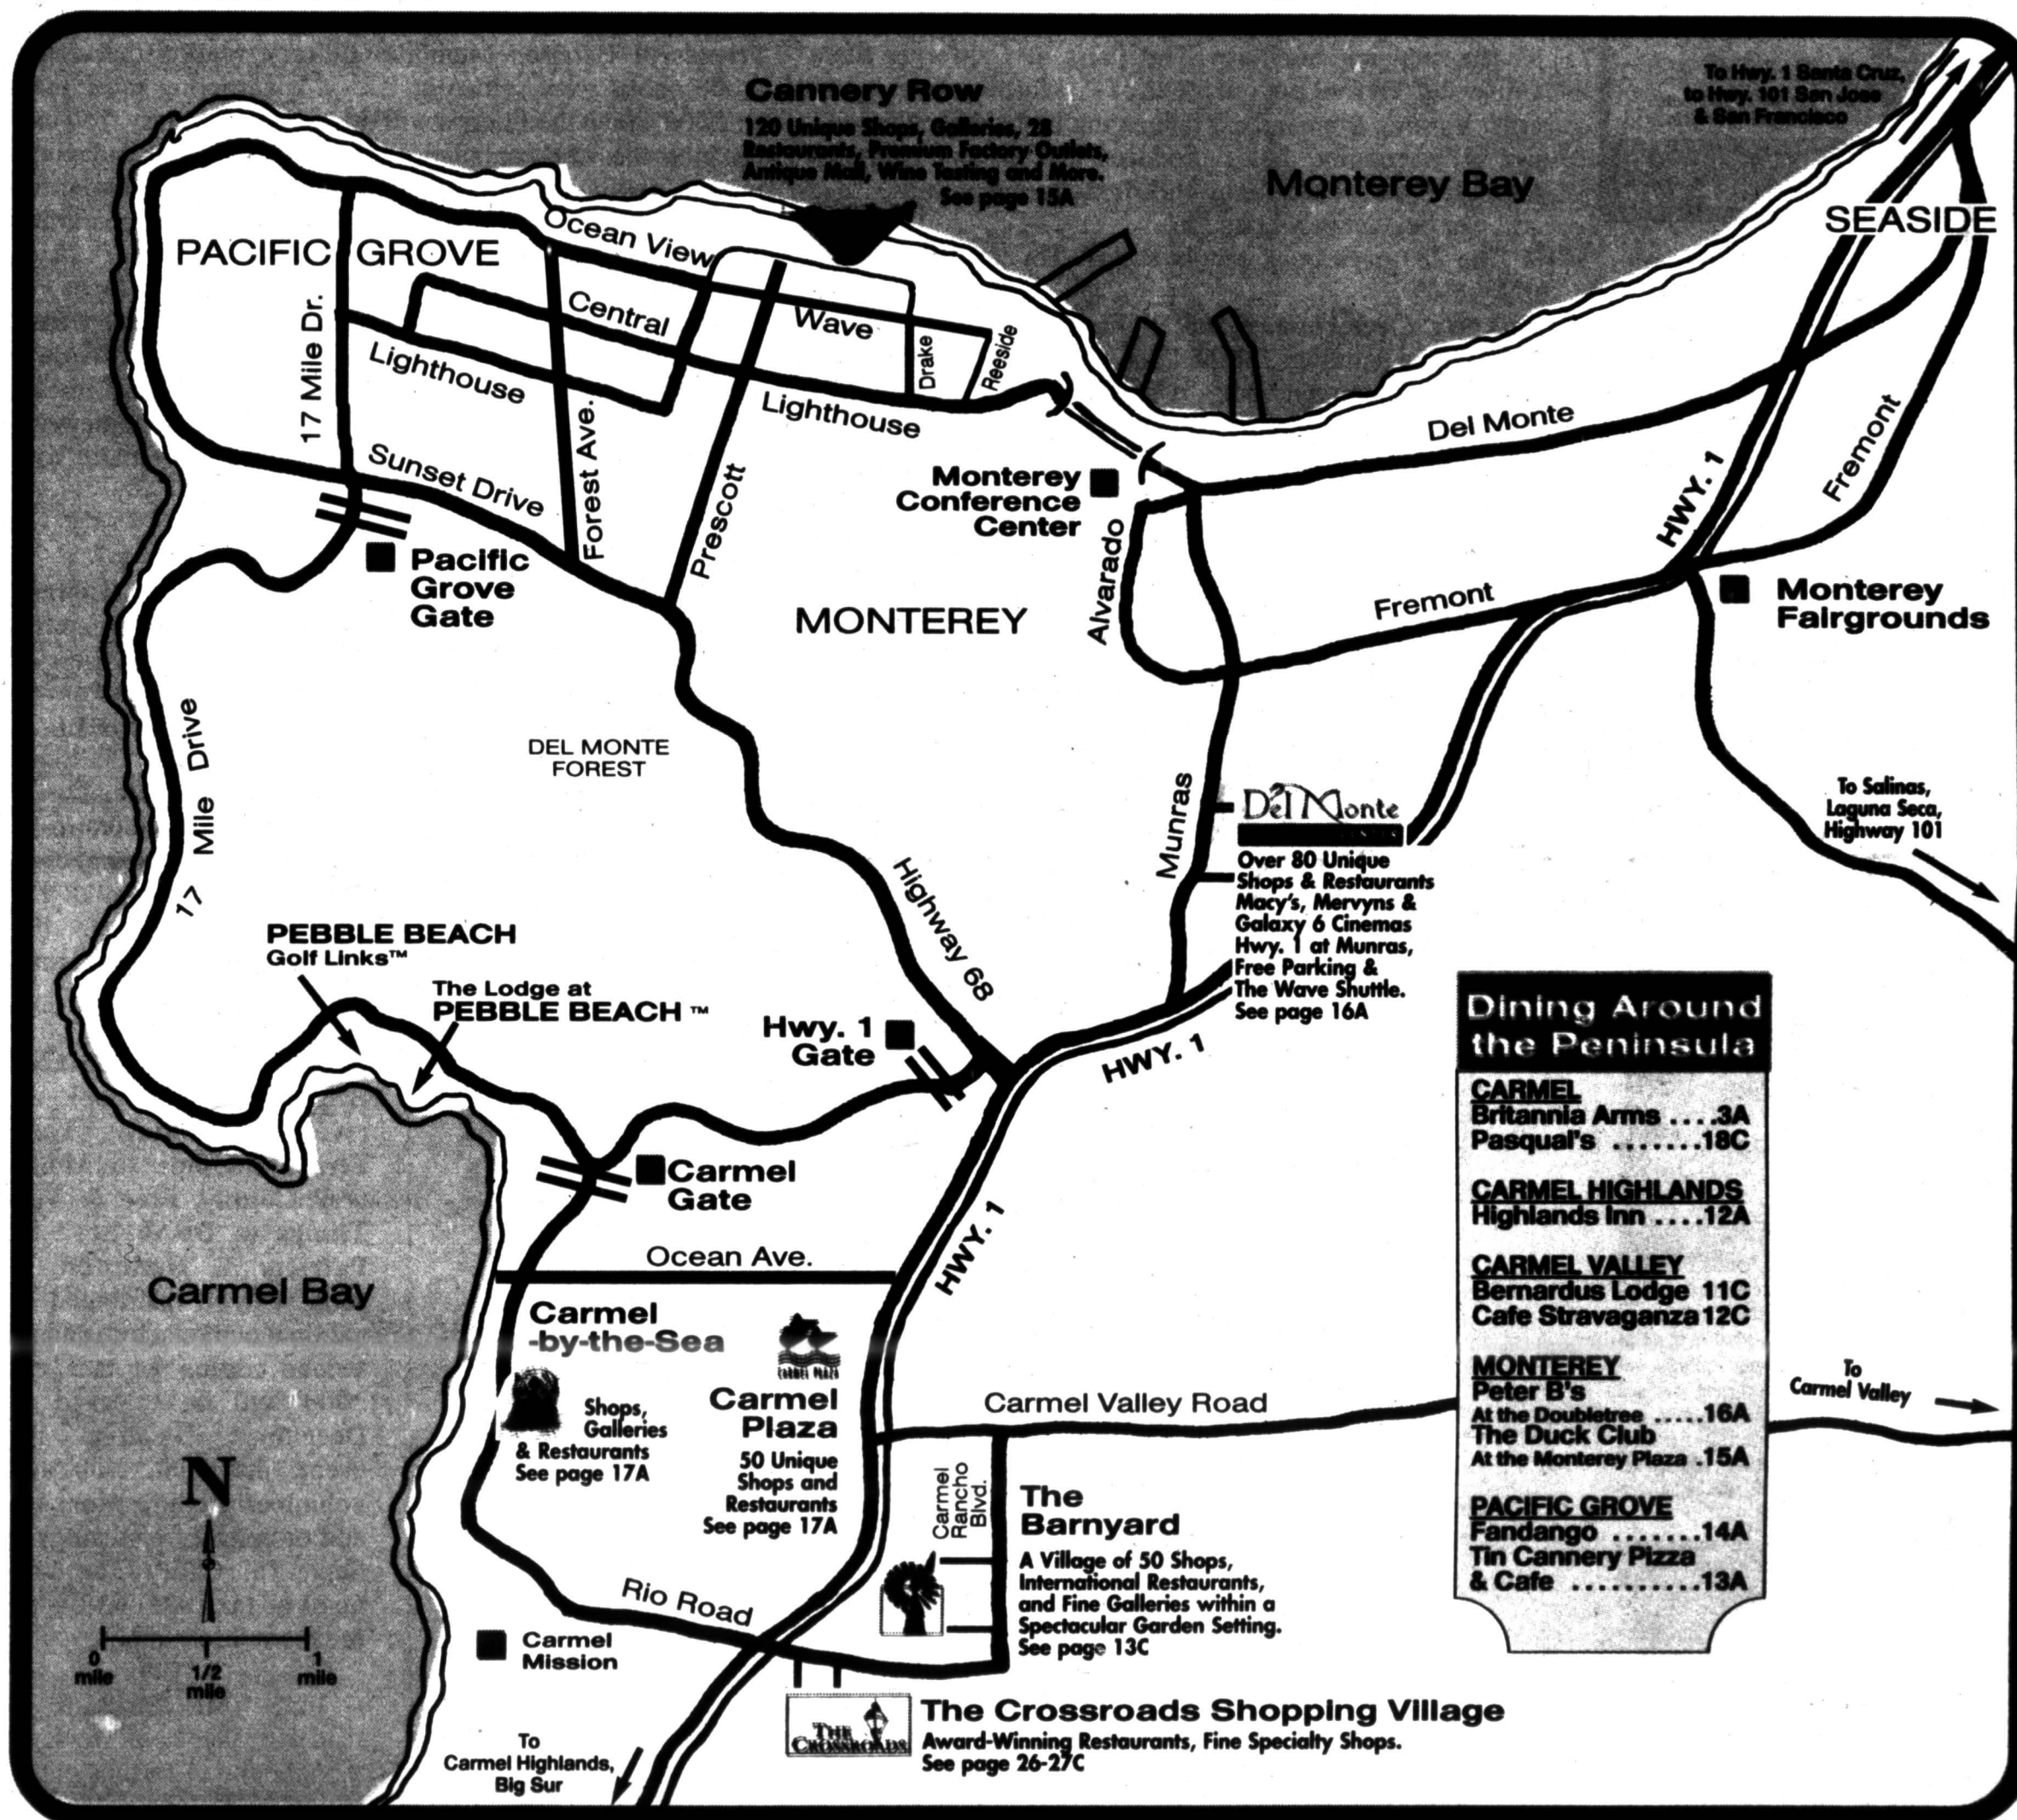 Cannery Row
120 Unique Shops, Galleries, 28
Restaurants, Premium Factory Outlets,
Antique Mall, Wine Tasting and More.
See page 15A
To Hwy. 1 Santa Cruz,
to Hwy. 101 San Jose
& San Francisco
Monterey Bay
SEASIDE
PACIFIC GROVE
Ocean View
Central
Wave
Drake
Reeside
17 Mile Dr.
Lighthouse
Lighthouse
Del Monte
Fremont
Sunset Drive
Forest Ave.
Prescott
Monterey
Conference
Center
HWY. 1
Pacific
Grove
Gate
Alvarado
MONTEREY
Fremont
Monterey
Fairgrounds
17 Mile Drive
DEL MONTE
FOREST
Munras
Del Monte
Over 80 Unique
Shops & Restaurants
Macy's, Mervyns &
Galaxy 6 Cinemas
Hwy. 1 at Munras,
Free Parking &
The Wave Shuttle.
See page 16A
To Salinas,
Laguna Seca,
Highway 101
Highway 68
PEBBLE BEACH
Golf Links™
The Lodge at
PEBBLE BEACH ™
Hwy. 1
Gate
HWY. 1
Carmel
Gate
HWY. 1
Ocean Ave.
Carmel Bay
Carmel
-by-the-Sea
Shops,
Galleries
& Restaurants
See page 17A
CARMEL PLAZA
Carmel
Plaza
50 Unique
Shops and
Restaurants
See page 17A
Carmel Valley Road
To
Carmel Valley
Carmel
Rancho
Blvd.
The
Barnyard
A Village of 50 Shops,
International Restaurants,
and Fine Galleries within a
Spectacular Garden Setting.
See page 13C
Rio Road
Carmel
Mission
THE
CROSSROADS
The Crossroads Shopping Village
Award-Winning Restaurants, Fine Specialty Shops.
See page 26-27C
To
Carmel Highlands,
Big Sur
N
0 1/2 1
mile mile mile
Dining Around
the Peninsula
CARMEL
Britannia Arms ....3A
Pasqual's .......18C
CARMEL HIGHLANDS
Highlands Inn ....12A
CARMEL VALLEY
Bernardus Lodge 11C
Cafe Stravaganza 12C
MONTEREY
Peter B's
At the Doubletree .....16A
The Duck Club
At the Monterey Plaza .15A
PACIFIC GROVE
Fandango .......14A
Tin Cannery Pizza
& Cafe ..........13A